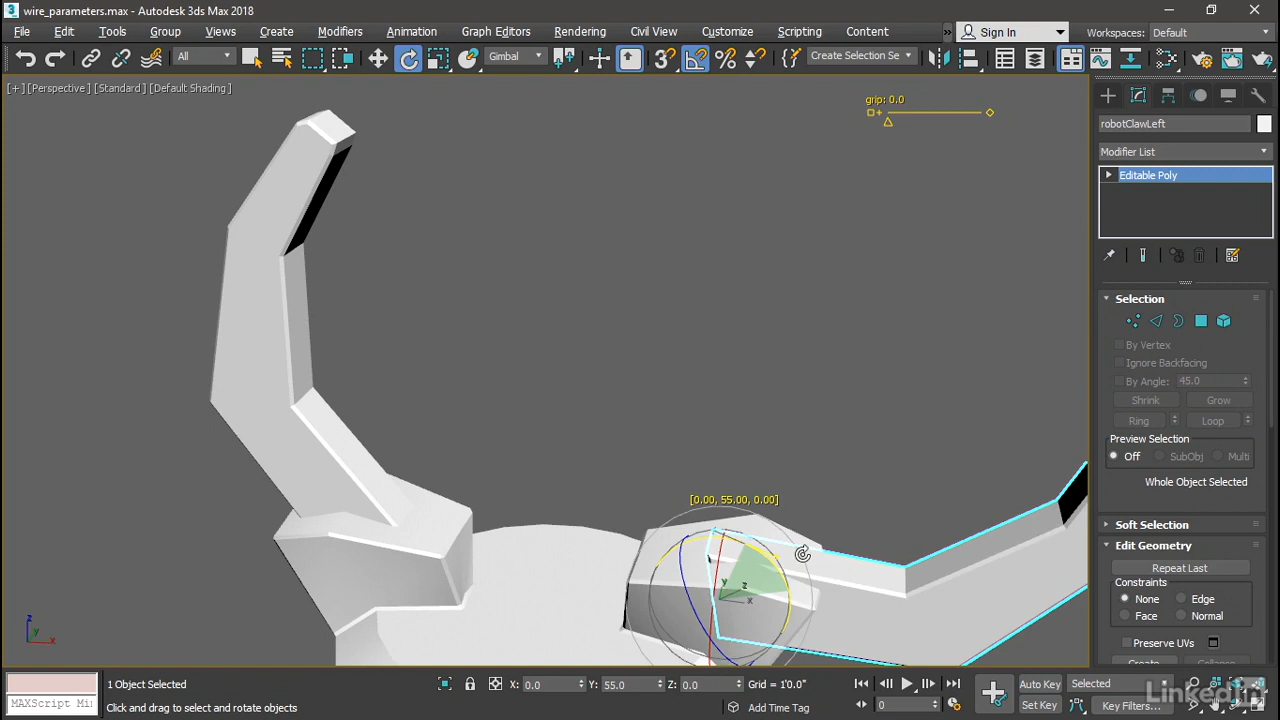 wire_parameters.max - Autodesk 3ds Max 2018
File Edit Tools Group Views Create Modifiers Animation Graph Editors Rendering Civil View Customize Scripting Content » Sign In Workspaces: Default
All Gimbal Create Selection Se
[+] [Perspective] [Standard] [Default Shading]
grip: 0.0
robotClawLeft
Modifier List
Editable Poly
Selection
By Vertex
Ignore Backfacing
By Angle: 45.0
Shrink Grow
Ring Loop
Preview Selection
Off SubObj Multi
Whole Object Selected
[0.00, 55.00, 0.00]
Soft Selection
Edit Geometry
Repeat Last
Constraints
None Edge
Face Normal
Preserve UVs
Create Collapse
z
y
x
y
z
x
1 Object Selected X: 0.0 Y: 55.0 Z: 0.0 Grid = 1'0.0" Auto Key Selected
MAXScript Mi Click and drag to select and rotate objects Add Time Tag 0 Set Key Key Filters...
LinkedIn